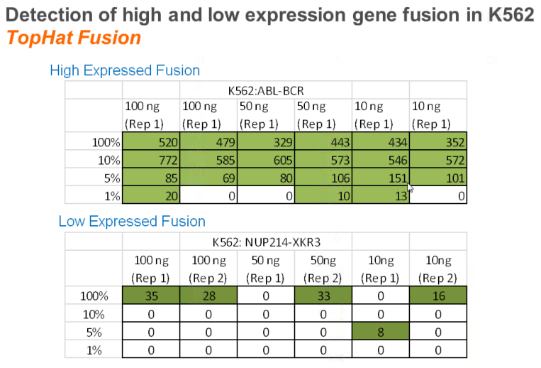 Detection of high and low expression gene fusion in K562
TopHat Fusion
High Expressed Fusion
K562:ABL-BCR
100 ng 100 ng 50 ng 50 ng 10 ng 10 ng
(Rep 1) (Rep 1) (Rep 1) (Rep 1) (Rep 1) (Rep 1)
100% 520 479 329 443 434 352
10% 772 585 605 573 546 572
5% 85 69 80 106 151 101
1% 20 0 0 10 13 0
Low Expressed Fusion
K562: NUP214-XKR3
100 ng 100 ng 50 ng 50ng 10ng 10ng
(Rep 1) (Rep 2) (Rep 1) (Rep 2) (Rep 1) (Rep 2)
100% 35 28 0 33 0 16
10% 0 0 0 0 0 0
5% 0 0 0 0 8 0
1% 0 0 0 0 0 0